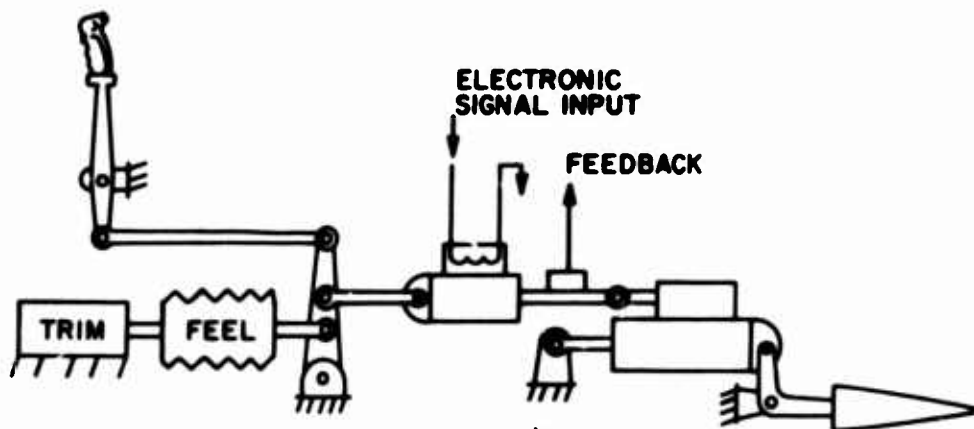 ELECTRONIC
SIGNAL INPUT
FEEDBACK
TRIM
FEEL